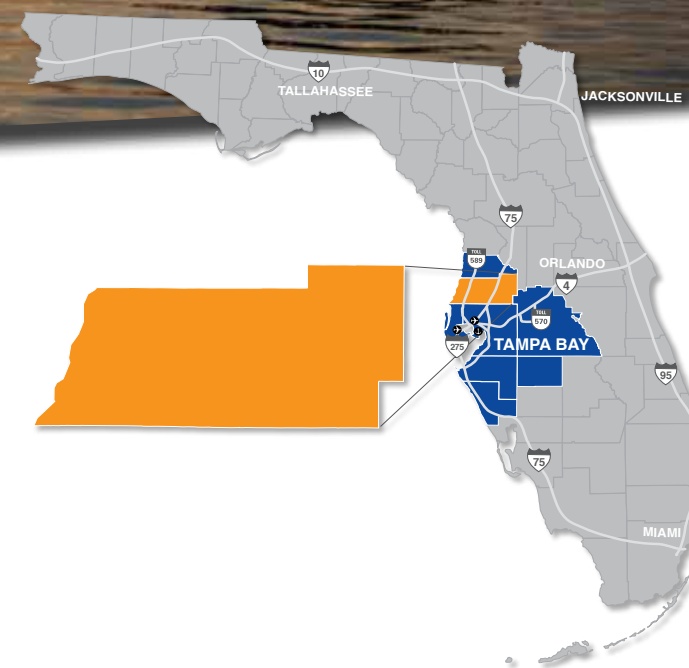 10
TALLAHASSEE
JACKSONVILLE
75
TOLL
589
ORLANDO
4
TOLL
570
275
TAMPA BAY
95
75
MIAMI